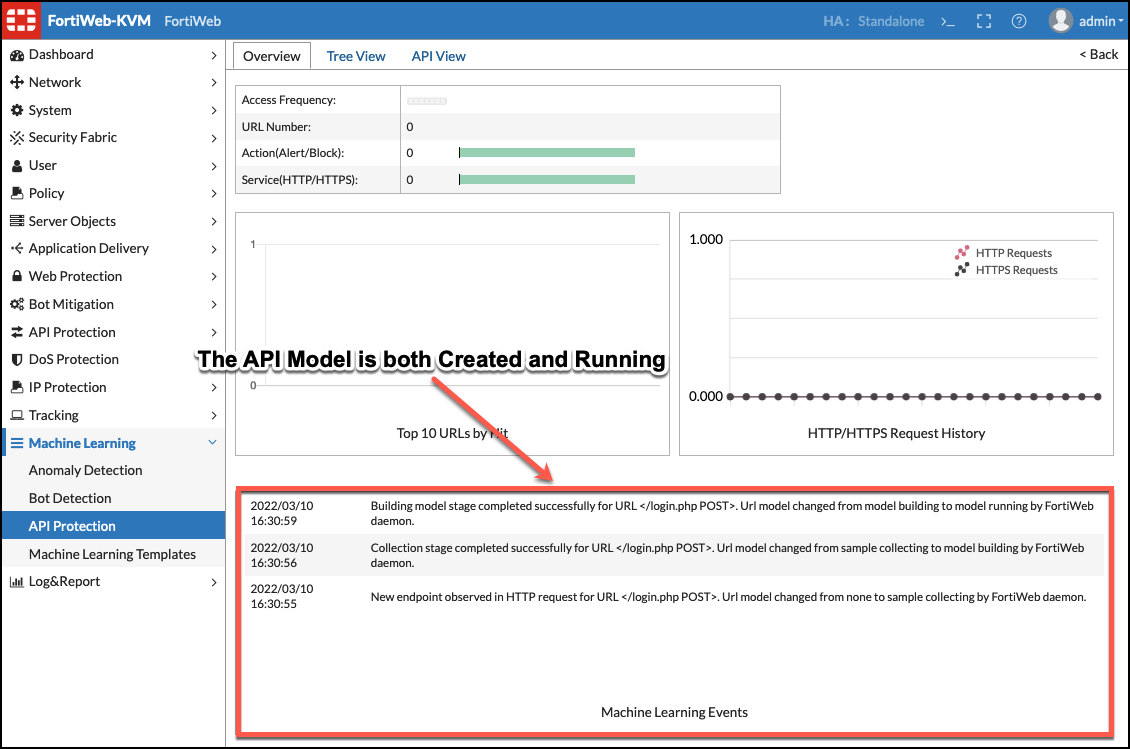 FortiWeb-KVM FortiWeb HA: Standalone >_ admin
Dashboard
Network
System
Security Fabric
User
Policy
Server Objects
Application Delivery
Web Protection
Bot Mitigation
API Protection
DoS Protection
IP Protection
Tracking
Machine Learning
Anomaly Detection
Bot Detection
API Protection
Machine Learning Templates
Log&Report
Overview Tree View API View < Back
Access Frequency:
URL Number: 0
Action(Alert/Block): 0
Service(HTTP/HTTPS): 0
1
0
Top 10 URLs by Hit
1.000
HTTP Requests
HTTPS Requests
0.000
HTTP/HTTPS Request History
The API Model is both Created and Running
2022/03/10 Building model stage completed successfully for URL </login.php POST>. Url model changed from model building to model running by FortiWeb
16:30:59 daemon.
2022/03/10 Collection stage completed successfully for URL </login.php POST>. Url model changed from sample collecting to model building by FortiWeb
16:30:56 daemon.
2022/03/10
16:30:55
New endpoint observed in HTTP request for URL </login.php POST>. Url model changed from none to sample collecting by FortiWeb daemon.
Machine Learning Events